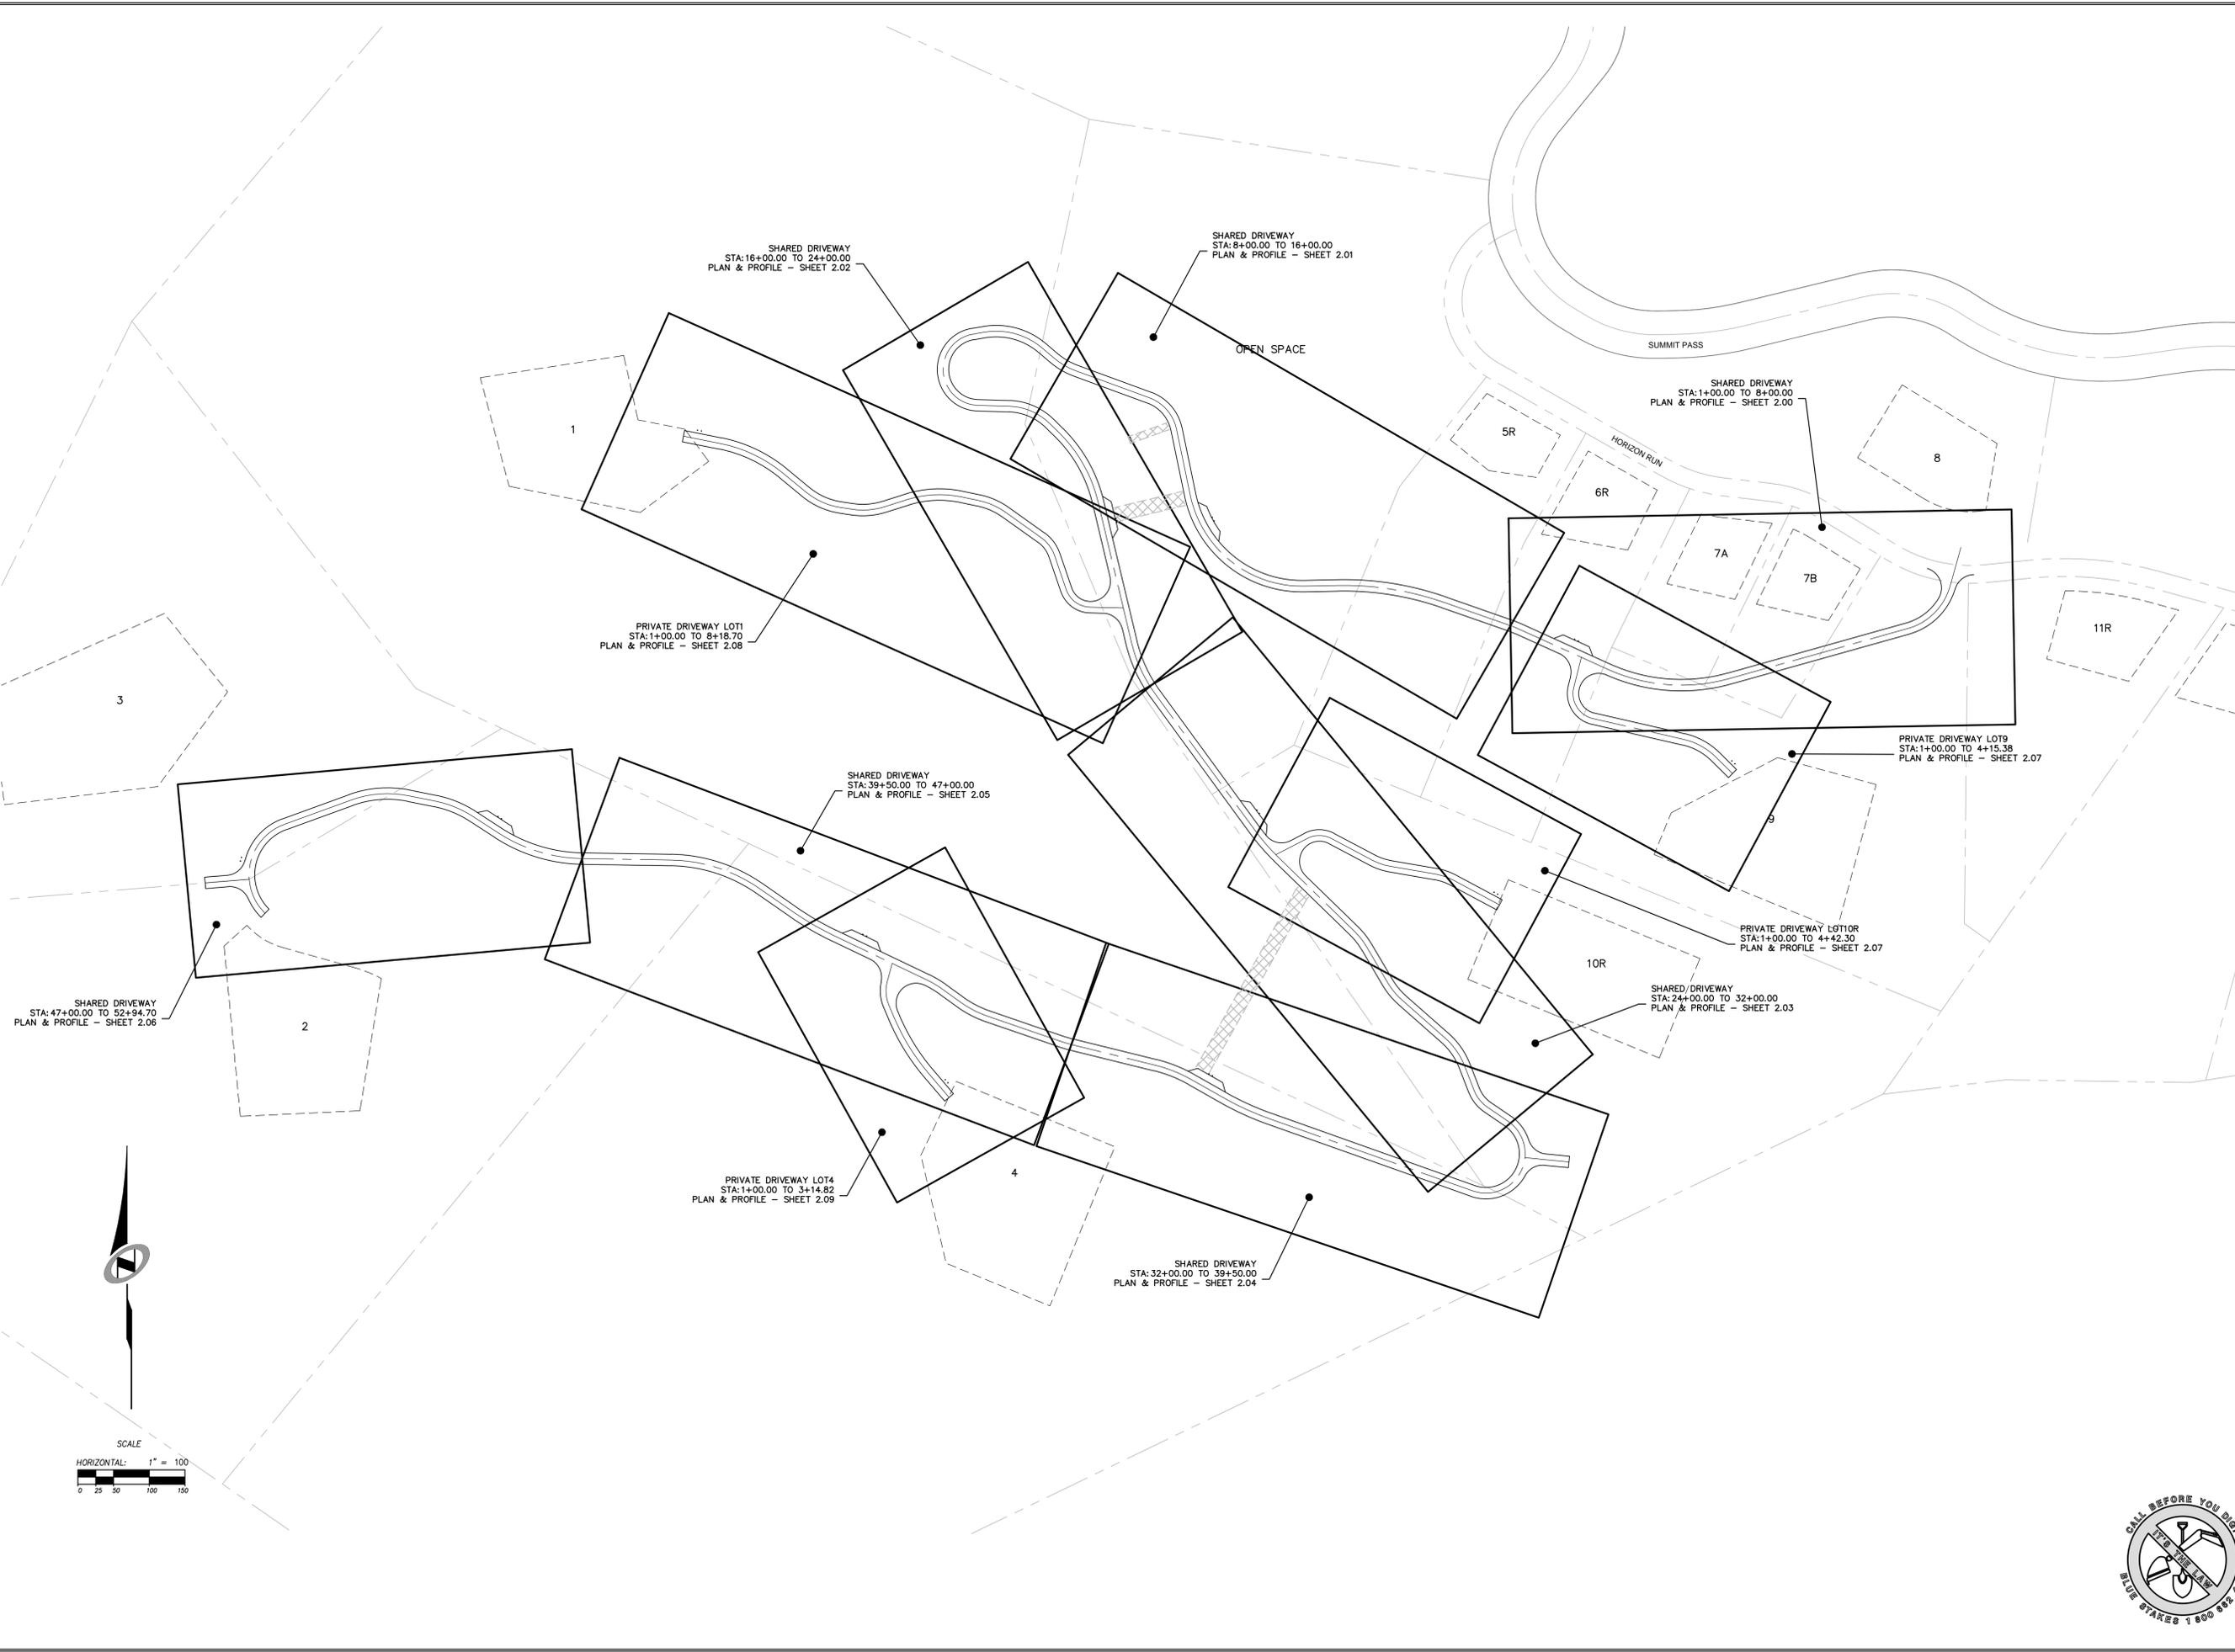 SHARED DRIVEWAY
STA: 16+00.00 TO 24+00.00
PLAN & PROFILE – SHEET 2.02
SHARED DRIVEWAY
STA: 8+00.00 TO 16+00.00
PLAN & PROFILE – SHEET 2.01
OPEN SPACE
SUMMIT PASS
SHARED DRIVEWAY
STA: 1+00.00 TO 8+00.00
PLAN & PROFILE – SHEET 2.00
HORIZON RUN
1
5R
6R
7A
7B
8
11R
PRIVATE DRIVEWAY LOT1
STA: 1+00.00 TO 8+18.70
PLAN & PROFILE – SHEET 2.08
3
PRIVATE DRIVEWAY LOT9
STA: 1+00.00 TO 4+15.38
PLAN & PROFILE – SHEET 2.07
SHARED DRIVEWAY
STA: 39+50.00 TO 47+00.00
PLAN & PROFILE – SHEET 2.05
9
PRIVATE DRIVEWAY LOT10R
STA: 1+00.00 TO 4+42.30
PLAN & PROFILE – SHEET 2.07
10R
SHARED DRIVEWAY
STA: 24+00.00 TO 32+00.00
PLAN & PROFILE – SHEET 2.03
SHARED DRIVEWAY
STA: 47+00.00 TO 52+94.70
PLAN & PROFILE – SHEET 2.06
2
PRIVATE DRIVEWAY LOT4
STA: 1+00.00 TO 3+14.82
PLAN & PROFILE – SHEET 2.09
4
SHARED DRIVEWAY
STA: 32+00.00 TO 39+50.00
PLAN & PROFILE – SHEET 2.04
N
SCALE
HORIZONTAL: 1" = 100
0 25 50 100 150
CALL BEFORE YOU DIG
IT'S THE LAW
BLUE STAKES 1 800 662